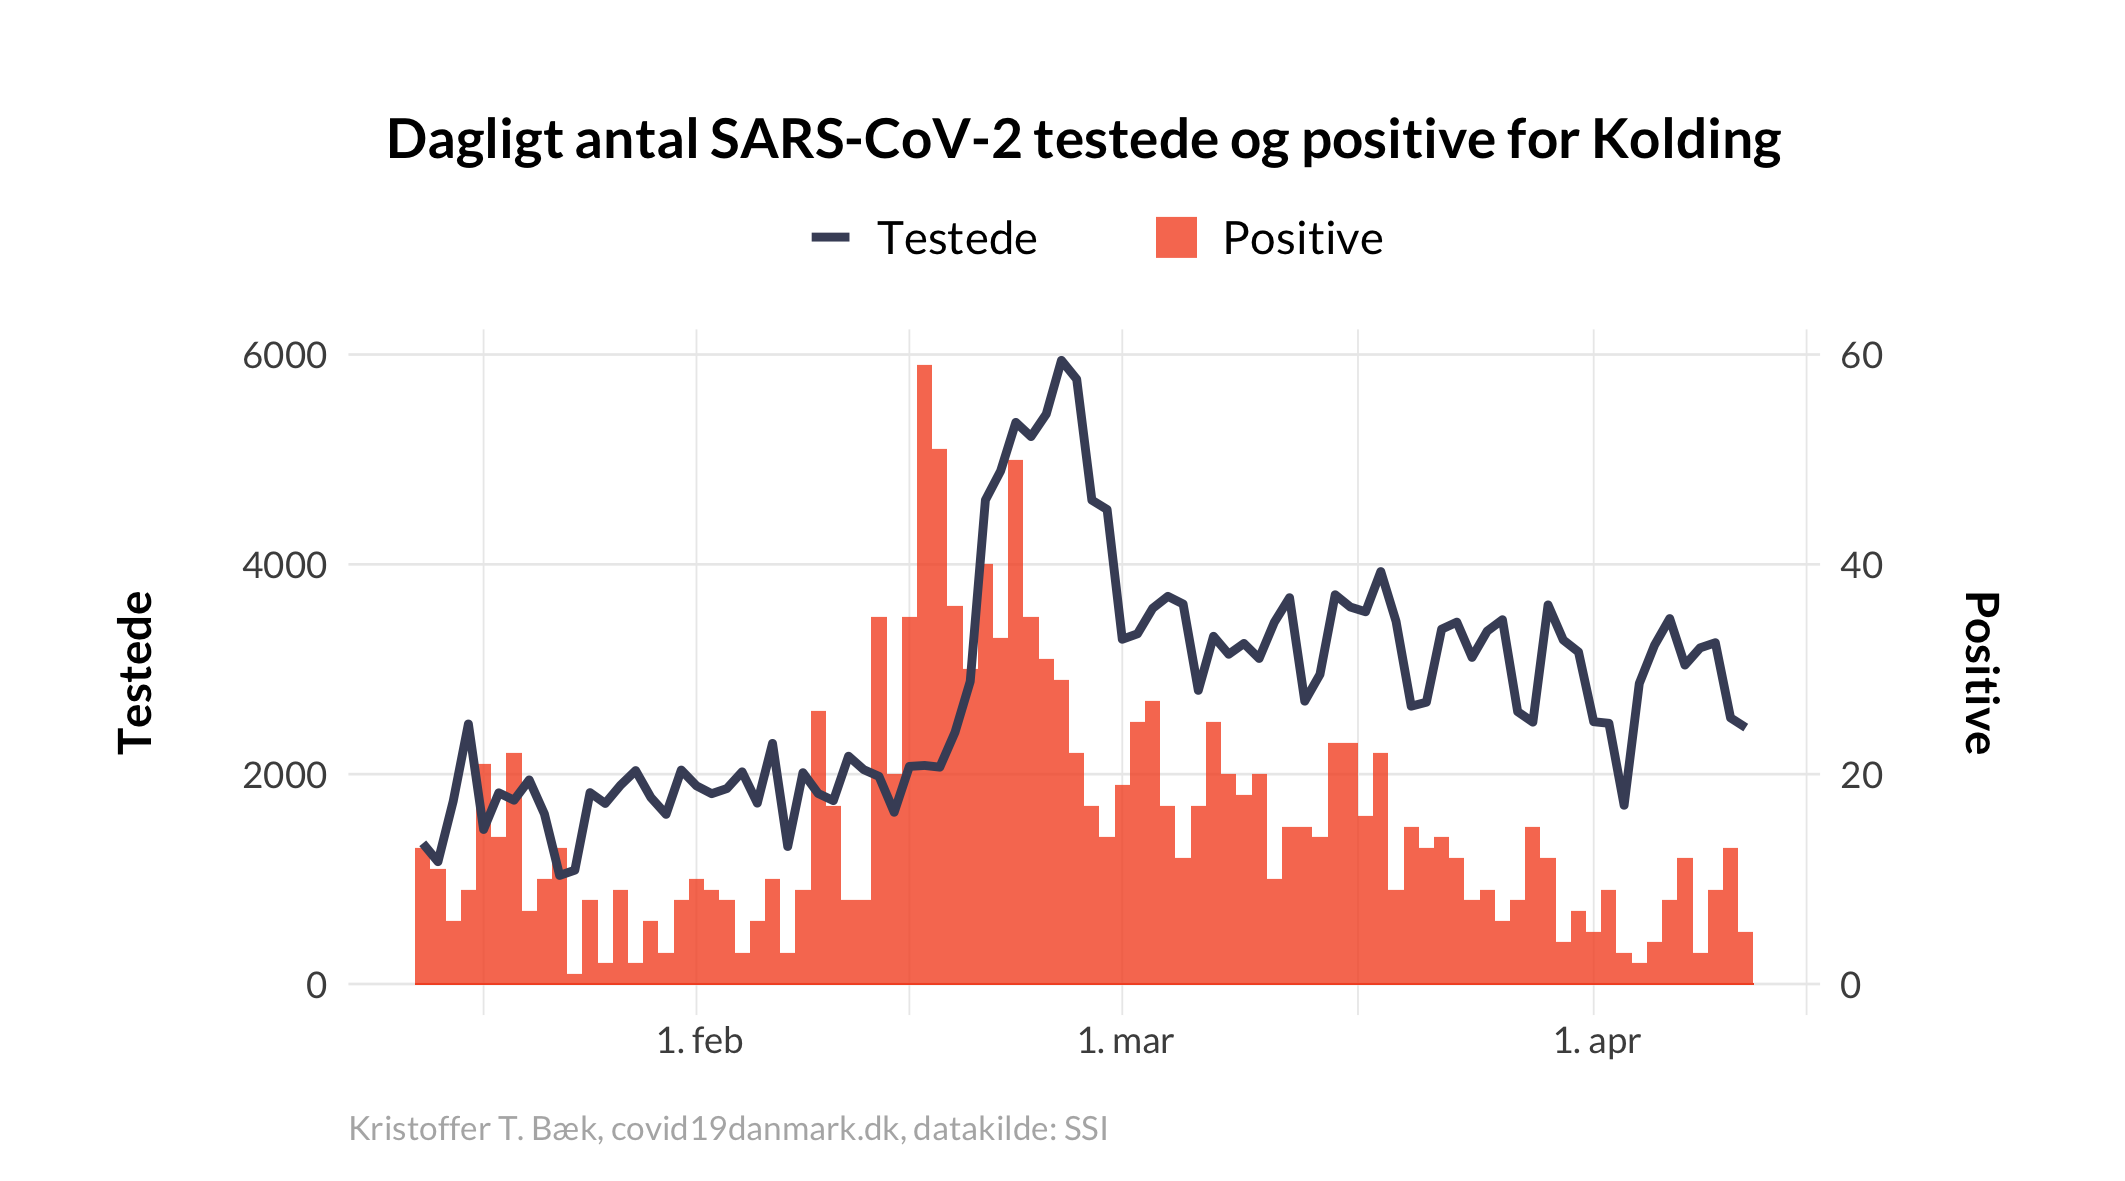 Dagligt antal SARS-CoV-2 testede og positive for Kolding
Testede
Positive
6000
4000
2000
0
60
40
20
0
Testede
Positive
1. feb
1. mar
1. apr
Kristoffer T. Bæk, covid19danmark.dk, datakilde: SSI